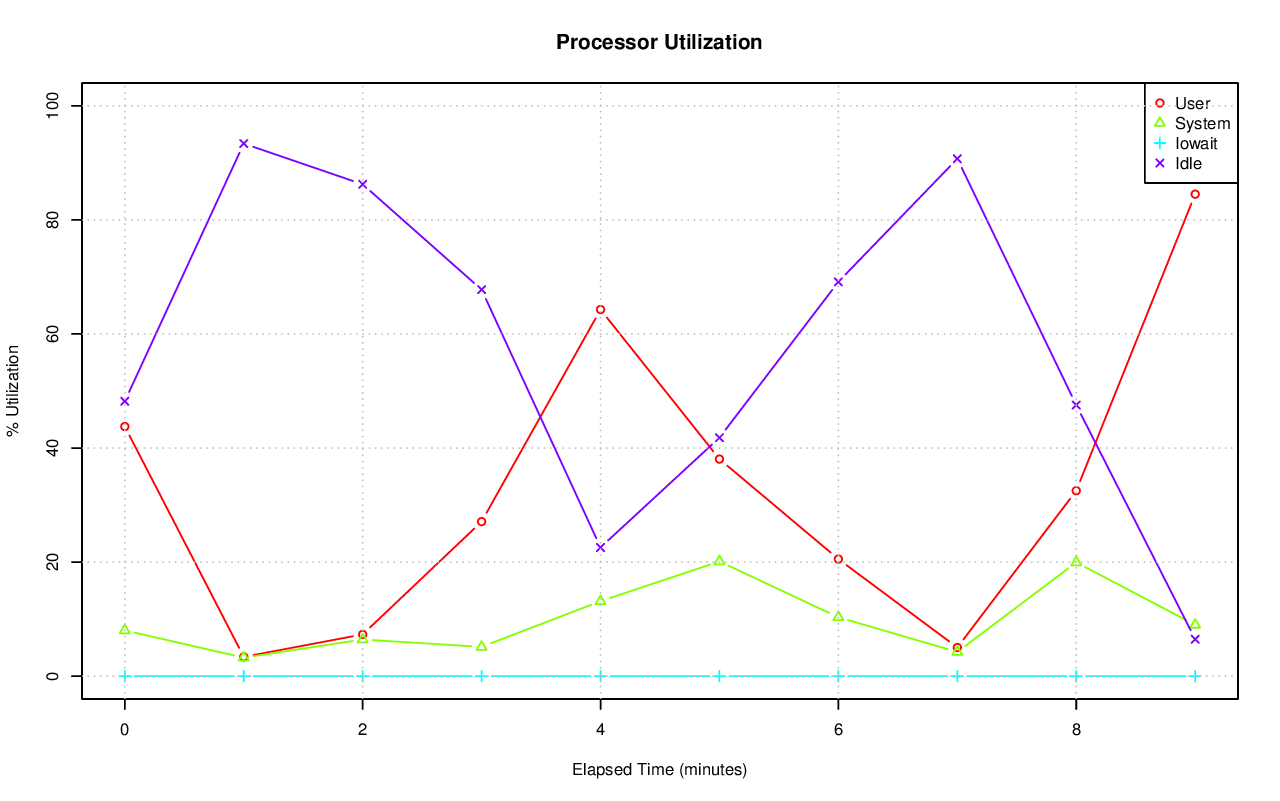 Processor Utilization
% Utilization
100
80
60
40
20
0
User
System
Iowait
Idle
0 2 4 6 8
Elapsed Time (minutes)